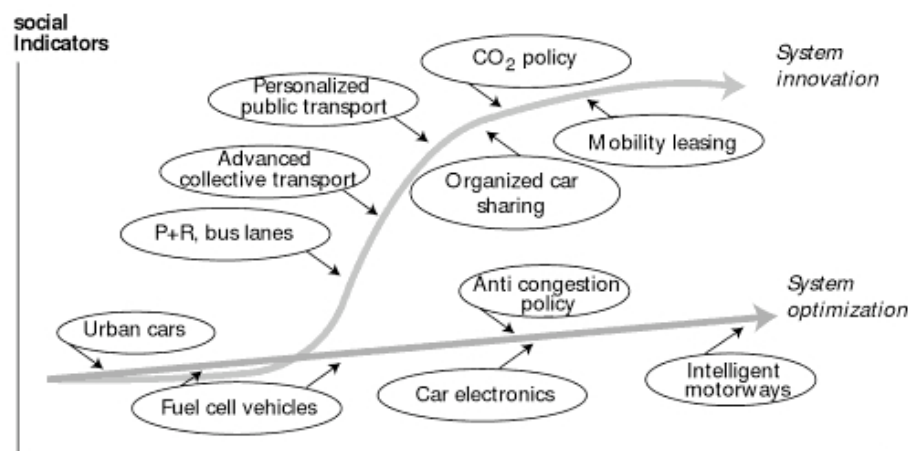 social
Indicators
CO₂ policy
System
innovation
Personalized
public transport
Mobility leasing
Advanced
collective transport
Organized car
sharing
P+R, bus lanes
Anti congestion
policy
System
optimization
Urban cars
Intelligent
motorways
Car electronics
Fuel cell vehicles